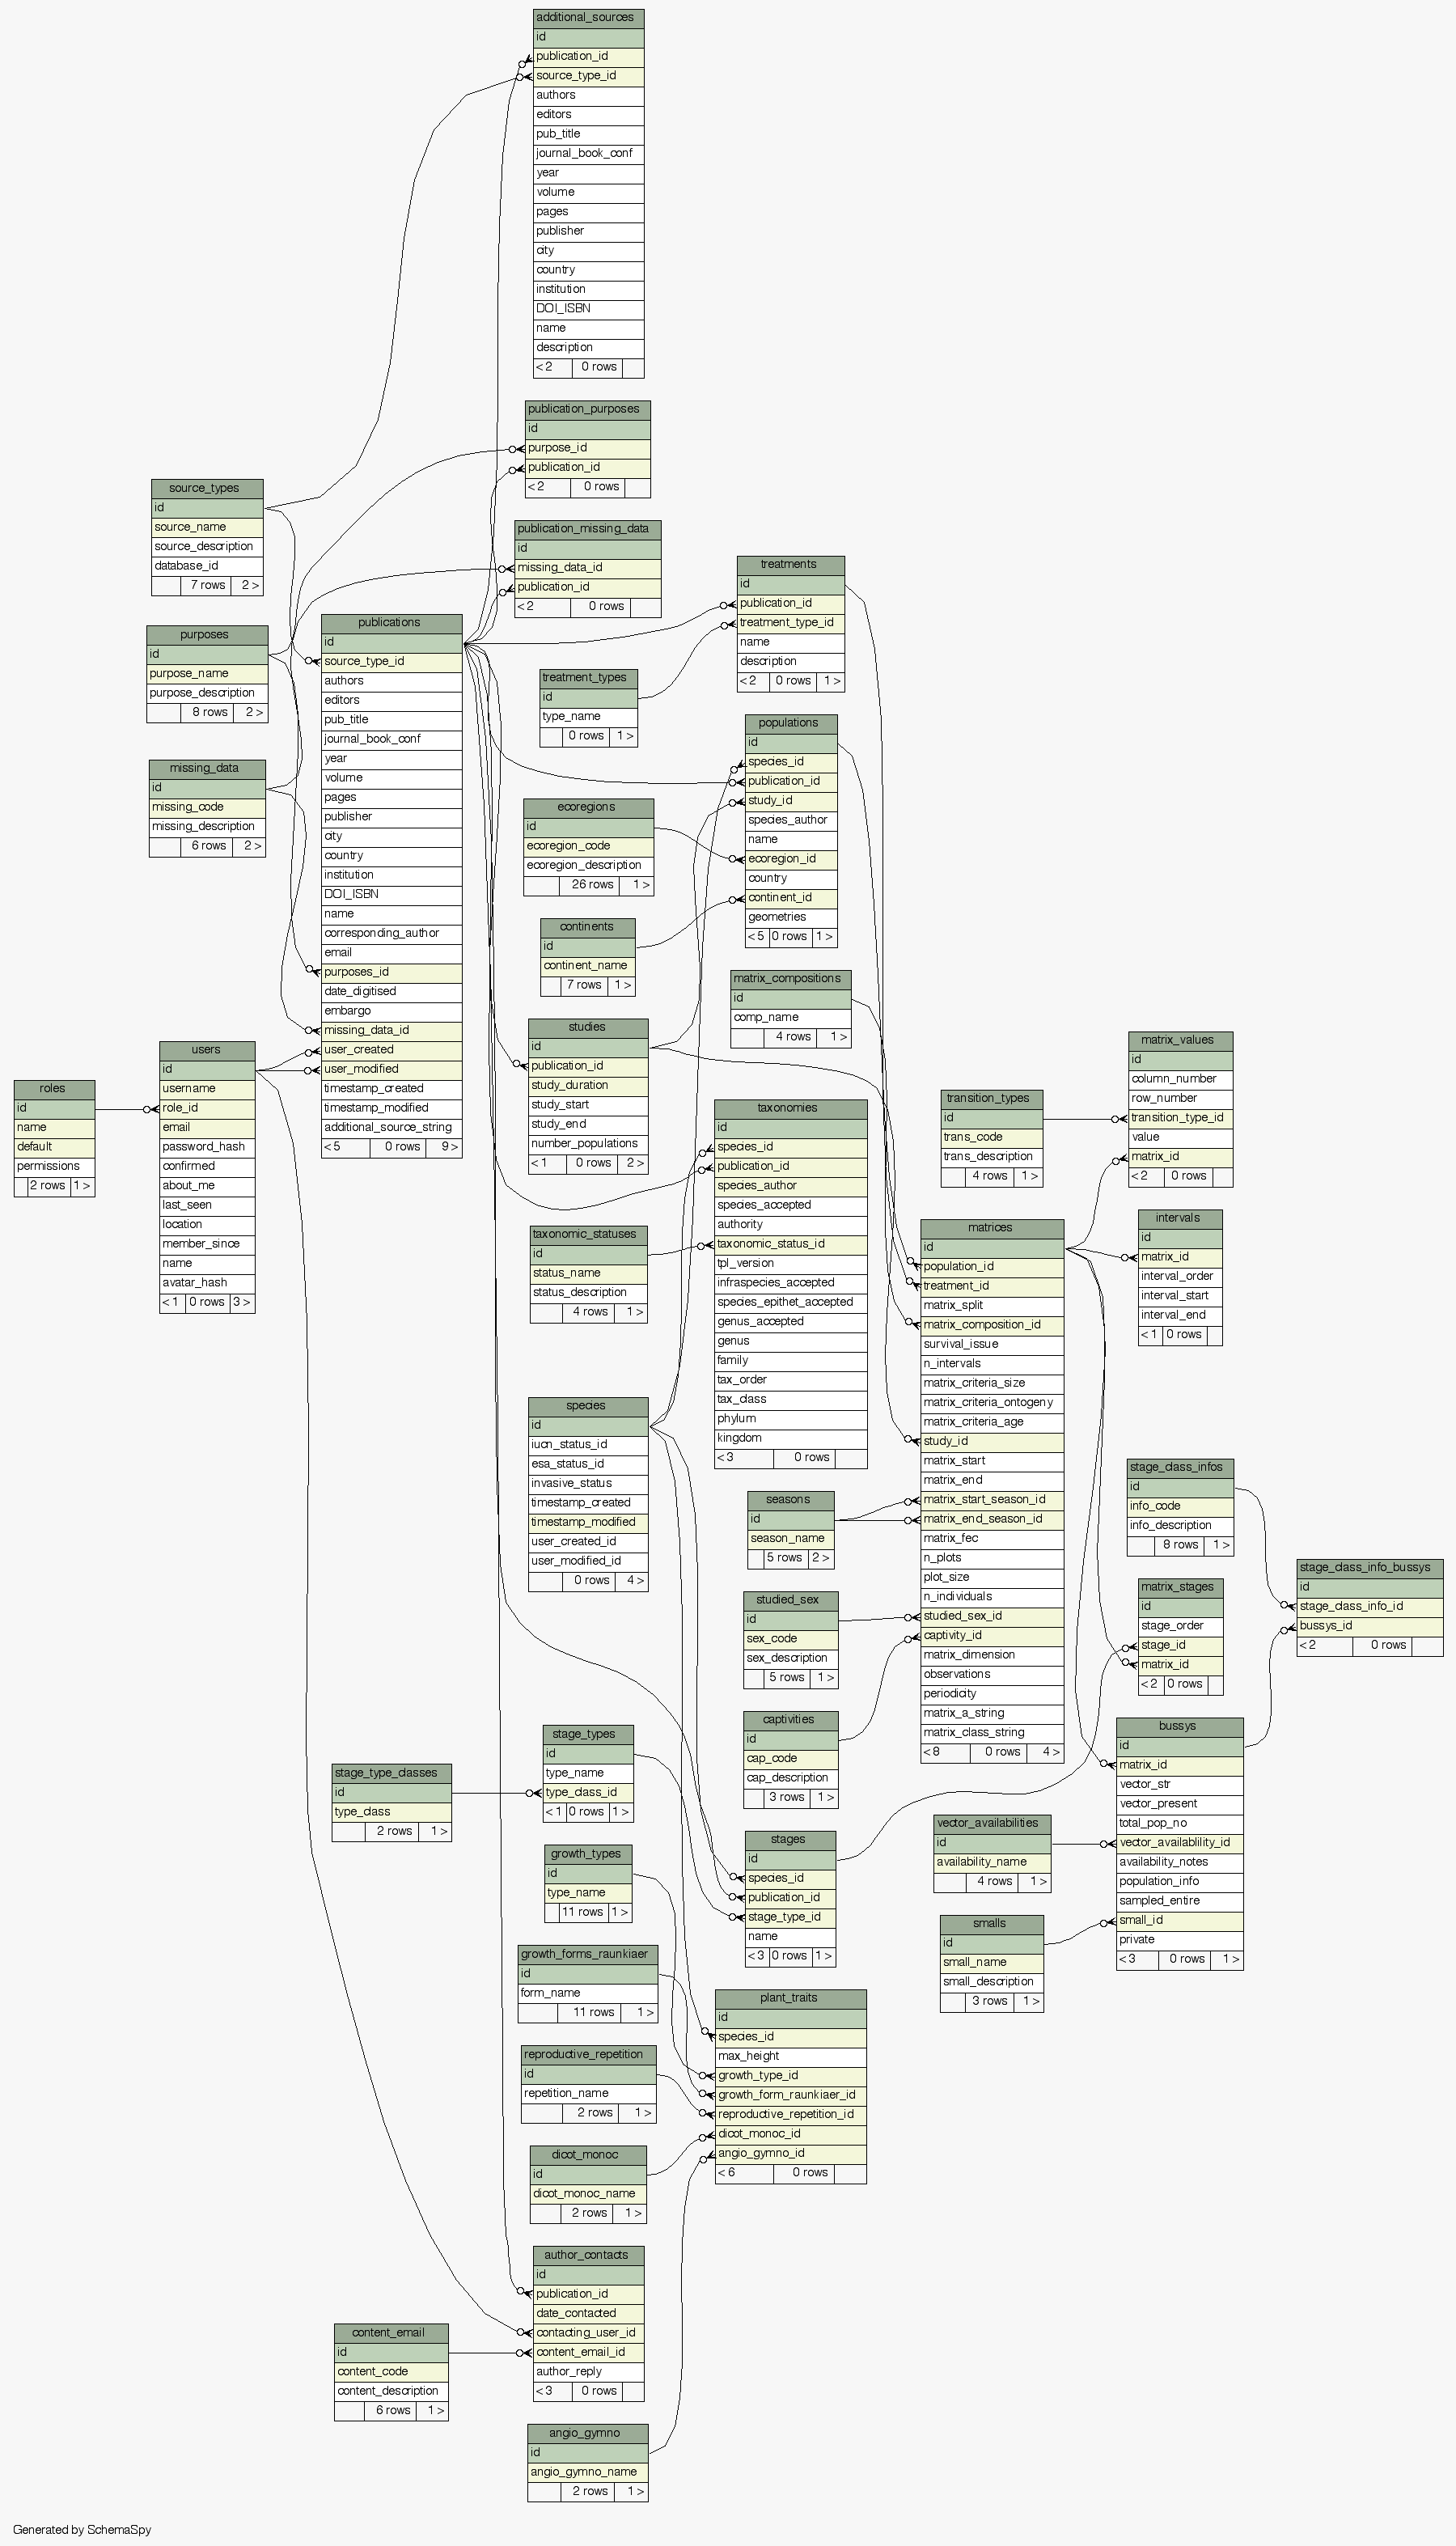 additional_sources
id
publication_id
source_type_id
authors
editors
pub_title
journal_book_conf
year
volume
pages
publisher
city
country
institution
DOI_ISBN
name
description
< 2 0 rows
publication_purposes
id
purpose_id
publication_id
< 2 0 rows
source_types
id
source_name
source_description
database_id
7 rows 2 >
publication_missing_data
id
missing_data_id
publication_id
< 2 0 rows
treatments
id
publication_id
treatment_type_id
name
description
< 2 0 rows 1 >
purposes
id
purpose_name
purpose_description
8 rows 2 >
publications
id
source_type_id
authors
editors
pub_title
journal_book_conf
year
volume
pages
publisher
city
country
institution
DOI_ISBN
name
corresponding_author
email
purposes_id
date_digitised
embargo
missing_data_id
user_created
user_modified
timestamp_created
timestamp_modified
additional_source_string
< 5 0 rows 9 >
treatment_types
id
type_name
0 rows 1 >
populations
id
species_id
publication_id
study_id
species_author
name
ecoregion_id
country
continent_id
geometries
< 5 0 rows 1 >
missing_data
id
missing_code
missing_description
6 rows 2 >
ecoregions
id
ecoregion_code
ecoregion_description
26 rows 1 >
continents
id
continent_name
7 rows 1 >
matrix_compositions
id
comp_name
4 rows 1 >
studies
id
publication_id
study_duration
study_start
study_end
number_populations
< 1 0 rows 2 >
users
id
username
role_id
email
password_hash
confirmed
about_me
last_seen
location
member_since
name
avatar_hash
< 1 0 rows 3 >
roles
id
name
default
permissions
2 rows 1 >
matrix_values
id
column_number
row_number
transition_type_id
value
matrix_id
< 2 0 rows
transition_types
id
trans_code
trans_description
4 rows 1 >
taxonomies
id
species_id
publication_id
species_author
species_accepted
authority
taxonomic_status_id
tpl_version
infraspecies_accepted
species_epithet_accepted
genus_accepted
genus
family
tax_order
tax_class
phylum
kingdom
< 3 0 rows
intervals
id
matrix_id
interval_order
interval_start
interval_end
< 1 0 rows
matrices
id
population_id
treatment_id
matrix_split
matrix_composition_id
survival_issue
n_intervals
matrix_criteria_size
matrix_criteria_ontogeny
matrix_criteria_age
study_id
matrix_start
matrix_end
matrix_start_season_id
matrix_end_season_id
matrix_fec
n_plots
plot_size
n_individuals
studied_sex_id
captivity_id
matrix_dimension
observations
periodicity
matrix_a_string
matrix_class_string
< 8 0 rows 4 >
taxonomic_statuses
id
status_name
status_description
4 rows 1 >
species
id
iucn_status_id
esa_status_id
invasive_status
timestamp_created
timestamp_modified
user_created_id
user_modified_id
0 rows 4 >
stage_class_infos
id
info_code
info_description
8 rows 1 >
seasons
id
season_name
5 rows 2 >
stage_class_info_bussys
id
stage_class_info_id
bussys_id
< 2 0 rows
matrix_stages
id
stage_order
stage_id
matrix_id
< 2 0 rows
studied_sex
id
sex_code
sex_description
5 rows 1 >
captivities
id
cap_code
cap_description
3 rows 1 >
bussys
id
matrix_id
vector_str
vector_present
total_pop_no
vector_availablility_id
availability_notes
population_info
sampled_entire
small_id
private
< 3 0 rows 1 >
stage_types
id
type_name
type_class_id
< 1 0 rows 1 >
stage_type_classes
id
type_class
2 rows 1 >
vector_availabilities
id
availability_name
4 rows 1 >
stages
id
species_id
publication_id
stage_type_id
name
< 3 0 rows 1 >
growth_types
id
type_name
11 rows 1 >
smalls
id
small_name
small_description
3 rows 1 >
growth_forms_raunkiaer
id
form_name
11 rows 1 >
plant_traits
id
species_id
max_height
growth_type_id
growth_form_raunkiaer_id
reproductive_repetition_id
dicot_monoc_id
angio_gymno_id
< 6 0 rows
reproductive_repetition
id
repetition_name
2 rows 1 >
dicot_monoc
id
dicot_monoc_name
2 rows 1 >
author_contacts
id
publication_id
date_contacted
contacting_user_id
content_email_id
author_reply
< 3 0 rows
content_email
id
content_code
content_description
6 rows 1 >
angio_gymno
id
angio_gymno_name
2 rows 1 >
Generated by SchemaSpy